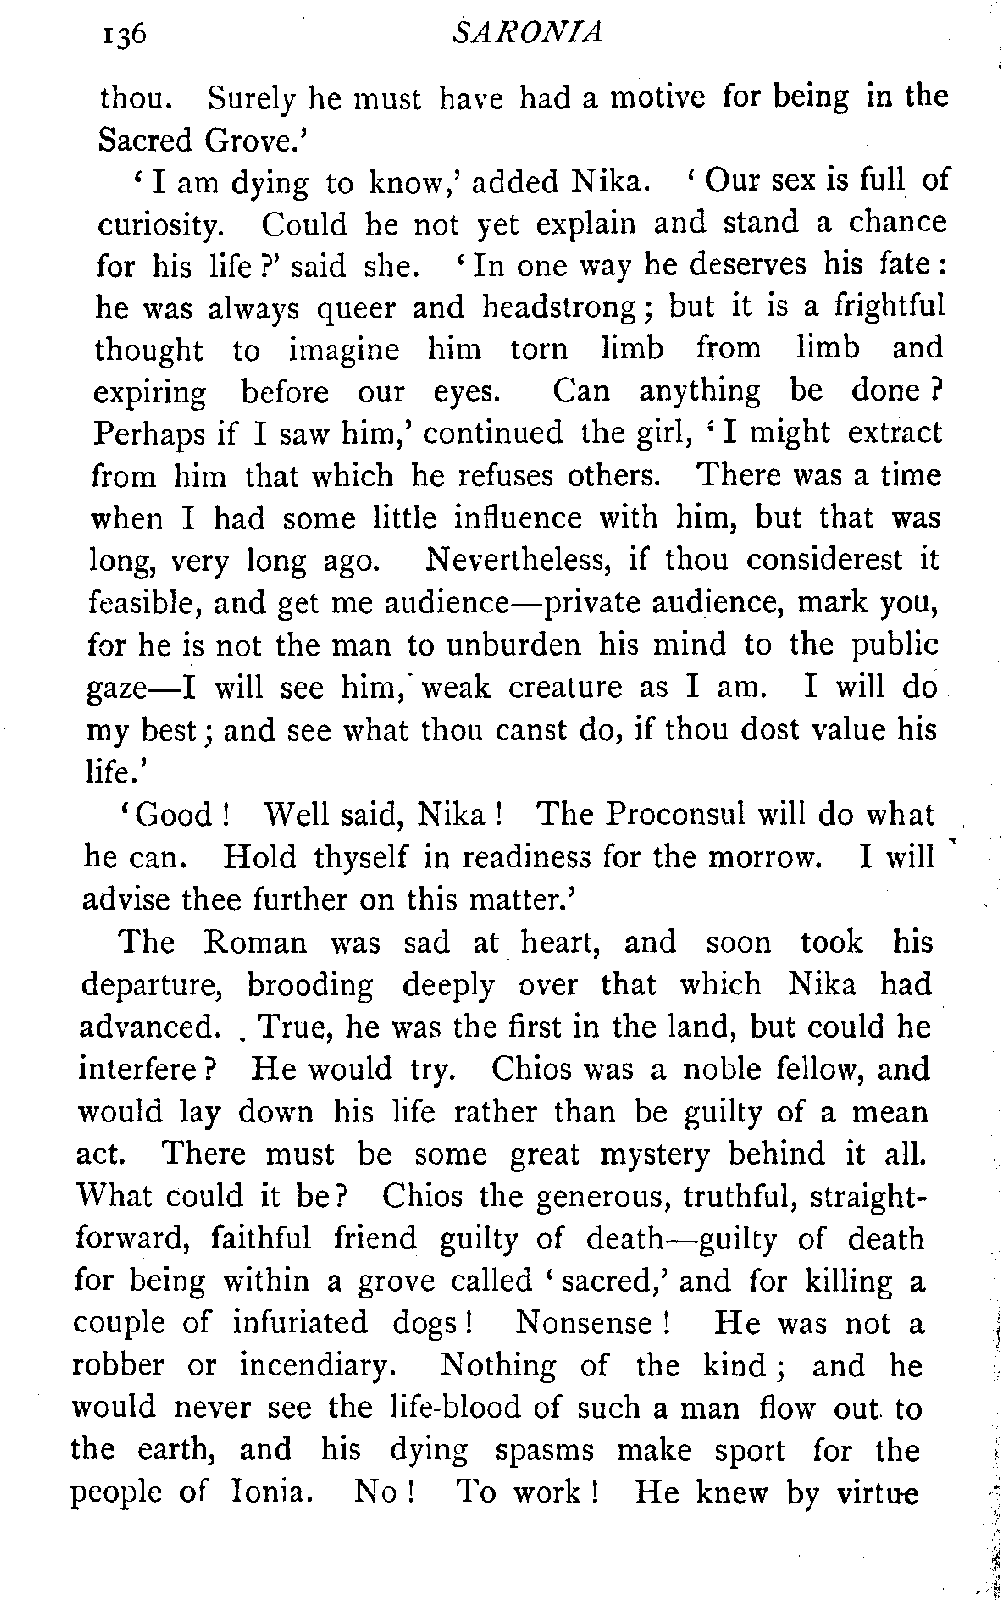 136 SARONIA
thou. Surely he must have had a motive for being in the
Sacred Grove.'
‘ I am dying to know,’ added Nika. ‘ Our sex is full of
curiosity. Could he not yet explain and stand a chance
for his life ?’ said she. ‘ In one way he deserves his fate :
he was always queer and headstrong ; but it is a frightful
thought to imagine him torn limb from limb and
expiring before our eyes. Can anything be done ?
Perhaps if I saw him,’ continued the girl, ‘ I might extract
from him that which he refuses others. There was a time
when I had some little influence with him, but that was
long, very long ago. Nevertheless, if thou considerest it
feasible, and get me audience—private audience, mark you,
for he is not the man to unburden his mind to the public
gaze—I will see him, weak creature as I am. I will do
my best ; and see what thou canst do, if thou dost value his
life.’
‘ Good ! Well said, Nika ! The Proconsul will do what
he can. Hold thyself in readiness for the morrow. I will
advise thee further on this matter.’
The Roman was sad at heart, and soon took his
departure, brooding deeply over that which Nika had
advanced. True, he was the first in the land, but could he
interfere ? He would try. Chios was a noble fellow, and
would lay down his life rather than be guilty of a mean
act. There must be some great mystery behind it all.
What could it be ? Chios the generous, truthful, straight-
forward, faithful friend guilty of death—guilty of death
for being within a grove called ‘ sacred,’ and for killing a
couple of infuriated dogs ! Nonsense ! He was not a
robber or incendiary. Nothing of the kind ; and he
would never see the life-blood of such a man flow out to
the earth, and his dying spasms make sport for the
people of Ionia. No ! To work ! He knew by virtue